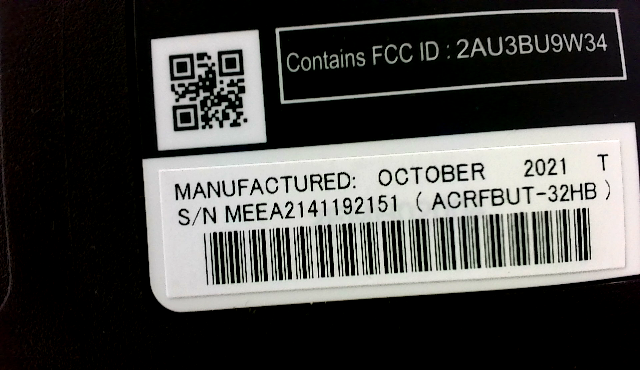 Contains FCC ID : 2AU3BU9W34
MANUFACTURED: OCTOBER 2021 T
S/N MEEA2141192151 ( ACRFBUT-32HB )